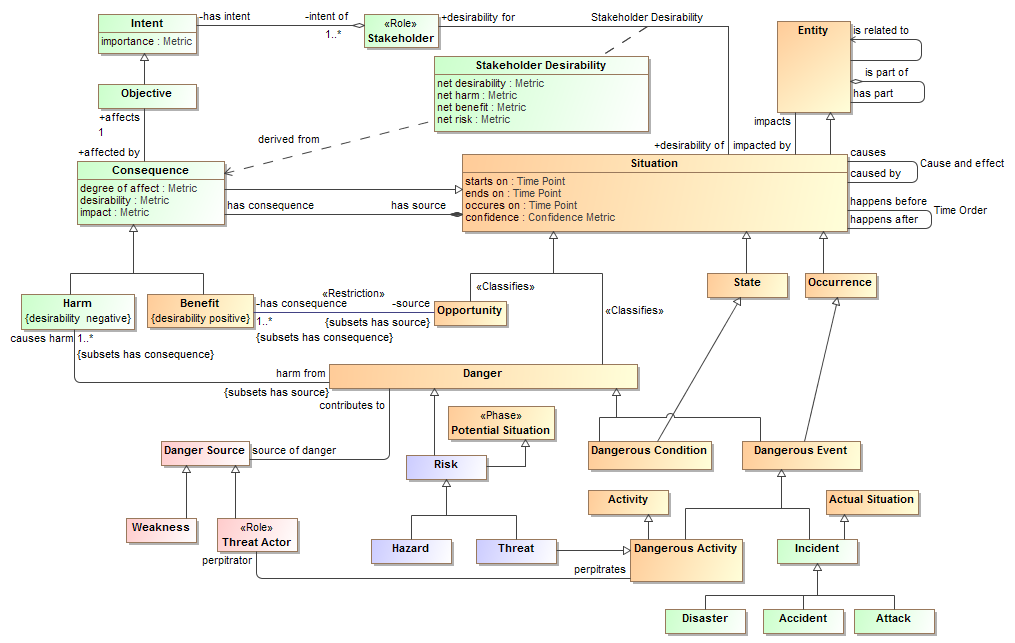 Intent
importance : Metric
-has intent
-intent of
1..*
«Role»
Stakeholder
+desirability for
Stakeholder Desirability
Entity
is related to
is part of
has part
Objective
Stakeholder Desirability
net desirability : Metric
net harm : Metric
net benefit : Metric
net risk : Metric
+affects
1
derived from
impacts
+affected by
+desirability of
impacted by
Consequence
degree of affect : Metric
desirability : Metric
impact : Metric
Situation
starts on : Time Point
ends on : Time Point
occures on : Time Point
confidence : Confidence Metric
causes
caused by
Cause and effect
has consequence
has source
happens before
happens after
Time Order
Harm
{desirability negative}
Benefit
{desirability positive}
«Restriction»
-has consequence
-source
1..*
{subsets has source}
{subsets has consequence}
Opportunity
«Classifies»
«Classifies»
State
Occurrence
causes harm
1..*
{subsets has consequence}
harm from
{subsets has source}
Danger
contributes to
«Phase»
Potential Situation
Danger Source
source of danger
Risk
Dangerous Condition
Dangerous Event
Activity
Actual Situation
Weakness
«Role»
Threat Actor
perpitrator
Hazard
Threat
Dangerous Activity
perpitrates
Incident
Disaster
Accident
Attack